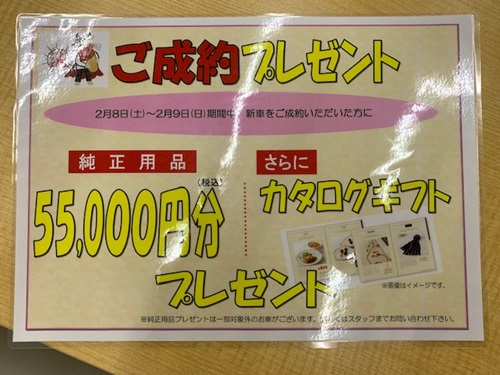 ご成約プレゼント
2月8日(土)～2月9日(日)期間中 新車をご成約いただいた方に
純正用品
(税込)
55,000円分
さらに
カタログギフト
プレゼント
※画像はイメージです。
※純正用品プレゼントは一部対象外のお車がございます。詳しくはスタッフまでお問い合わせ下さい。